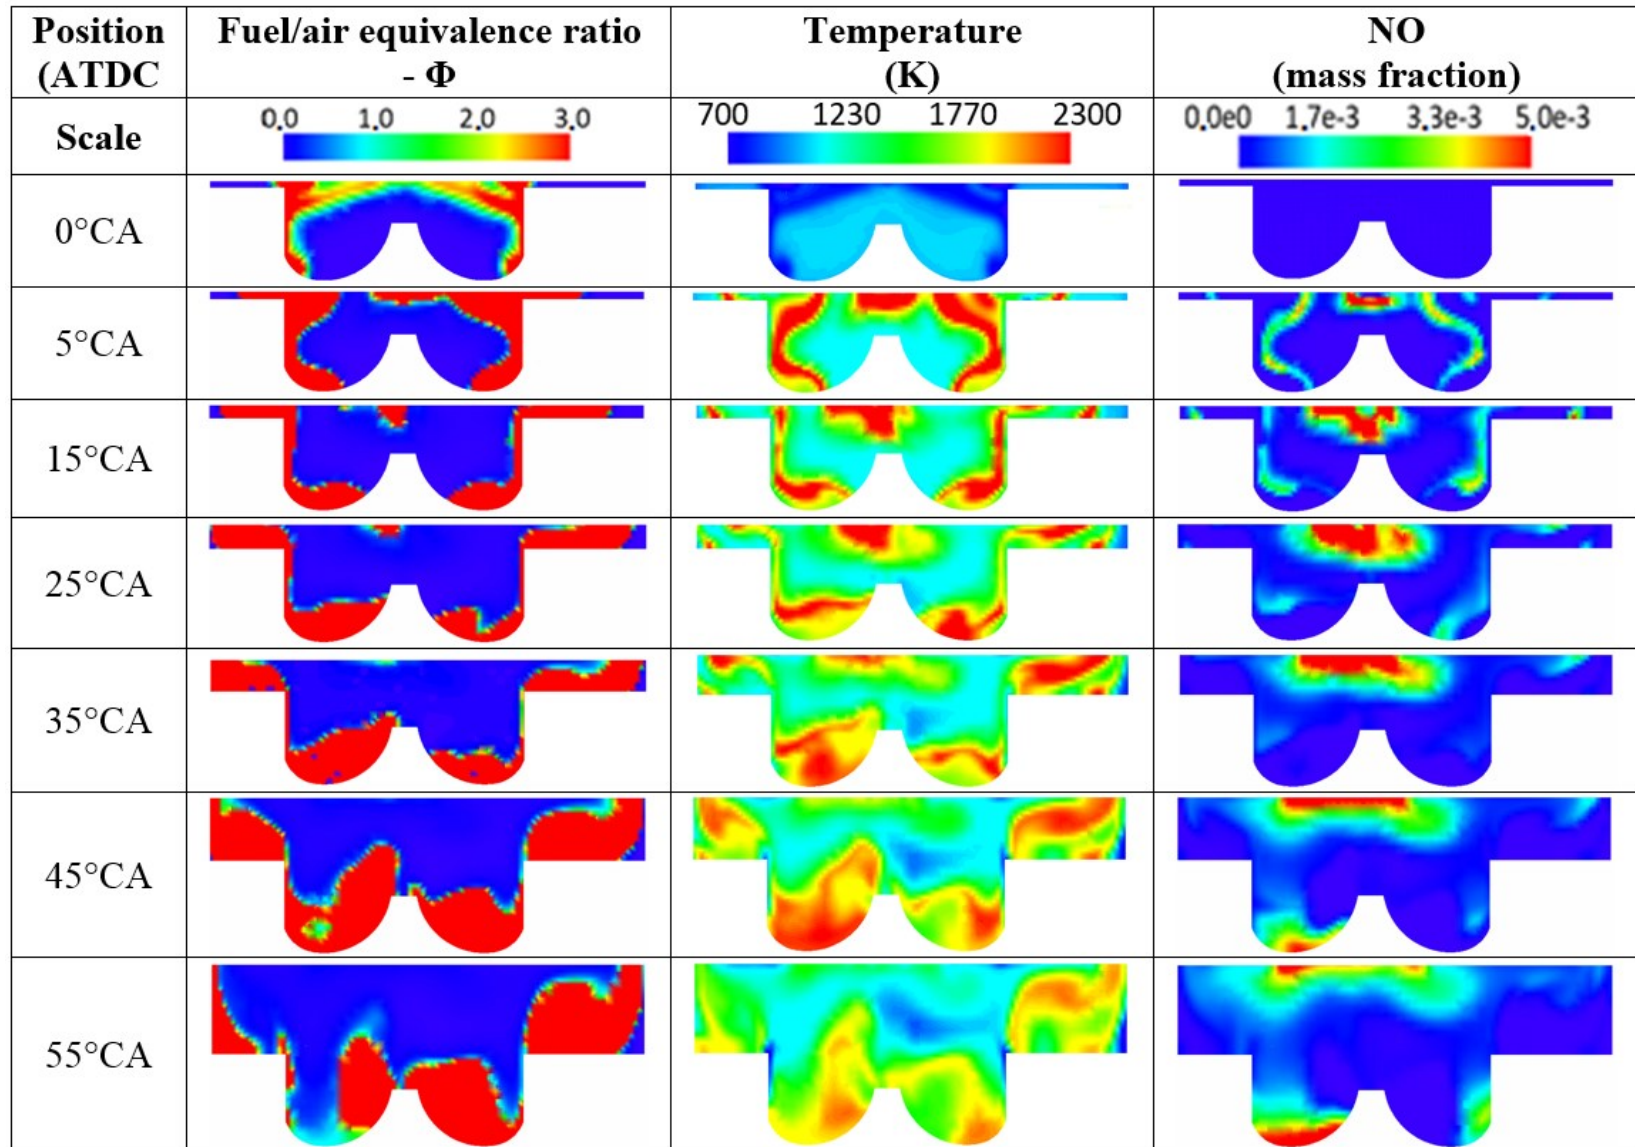 Position
(ATDC
Fuel/air equivalence ratio
- Φ
Temperature
(K)
NO
(mass fraction)
Scale
0.0 1.0 2.0 3.0
700 1230 1770 2300
0.0e0 1.7e-3 3.3e-3 5.0e-3
0°CA
5°CA
15°CA
25°CA
35°CA
45°CA
55°CA